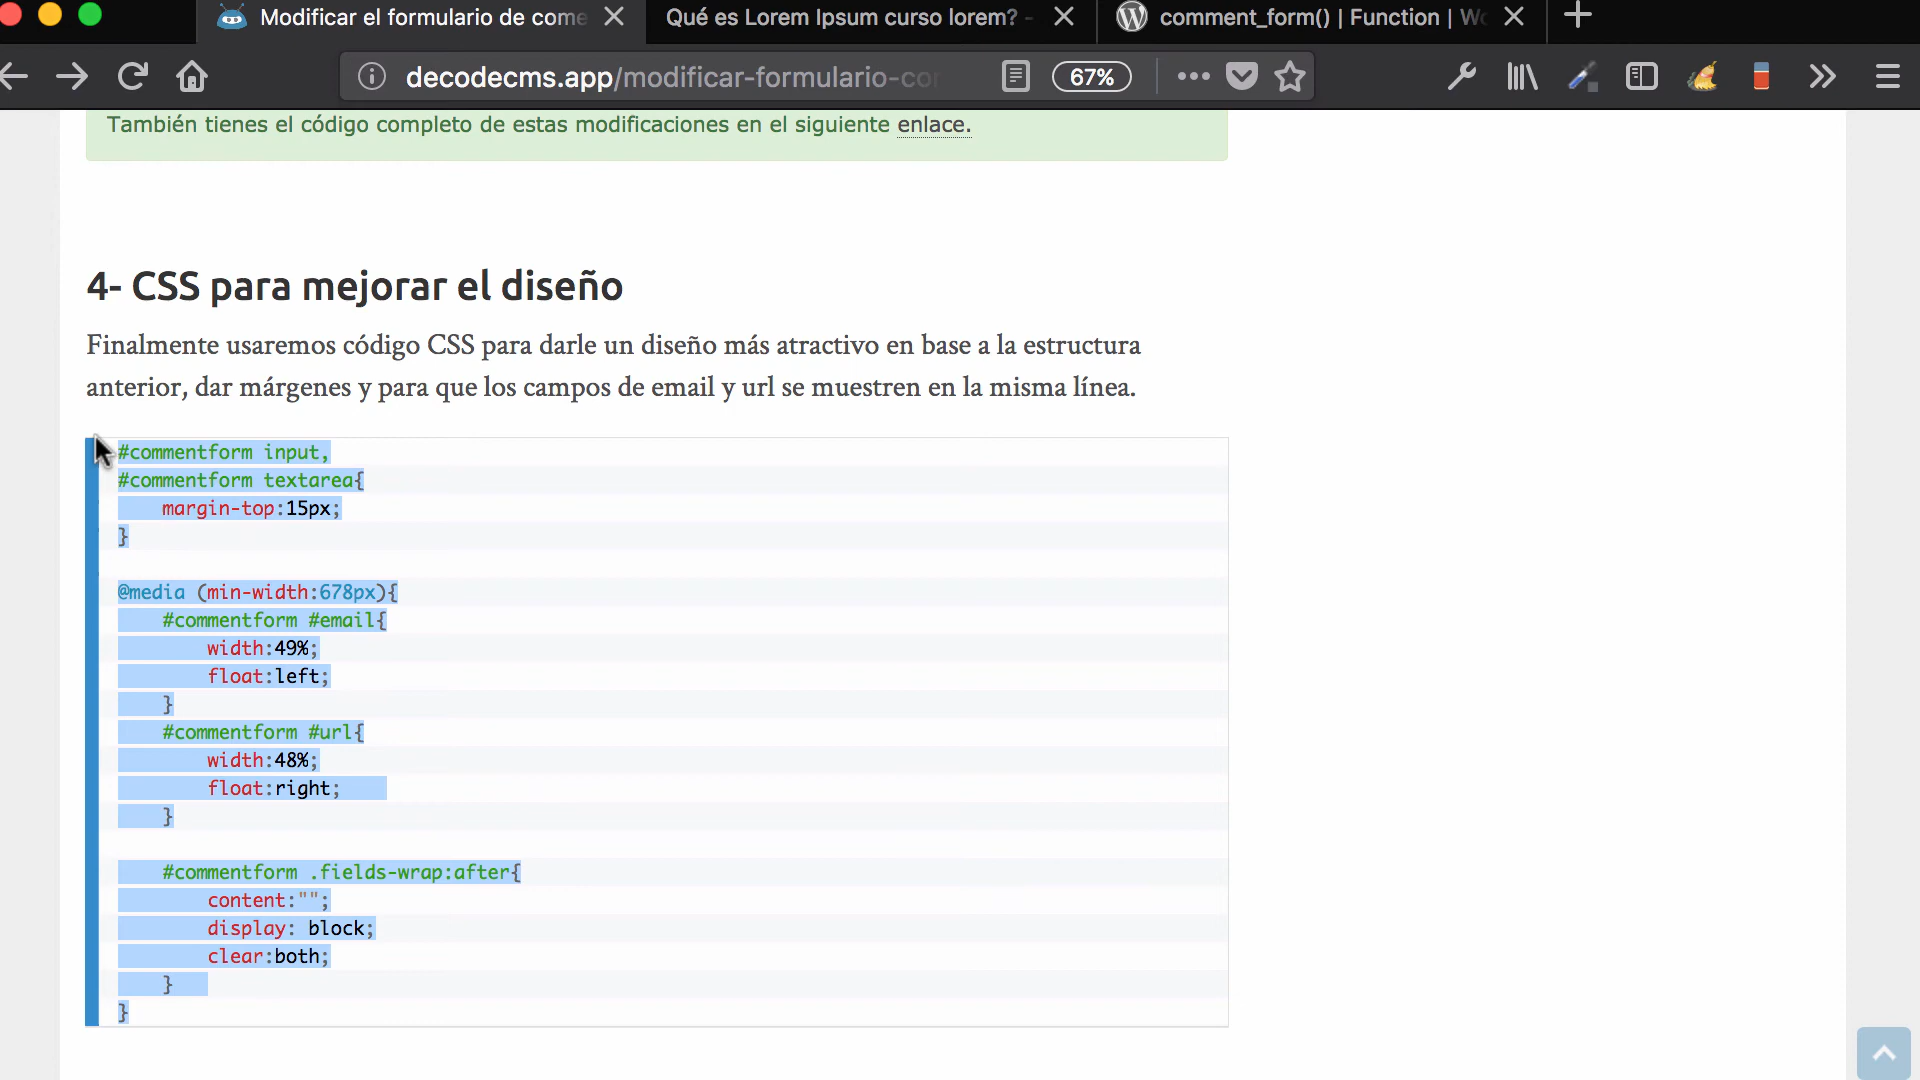 Modificar el formulario de come
Qué es Lorem Ipsum curso lorem? -
comment_form() | Function | Wo
decodecms.app/modificar-formulario-co
67%
También tienes el código completo de estas modificaciones en el siguiente enlace.
4- CSS para mejorar el diseño
Finalmente usaremos código CSS para darle un diseño más atractivo en base a la estructura
anterior, dar márgenes y para que los campos de email y url se muestren en la misma línea.
#commentform input,
#commentform textarea{
    margin-top:15px;
}
@media (min-width:678px){
    #commentform #email{
        width:49%;
        float:left;
    }
    #commentform #url{
        width:48%;
        float:right;
    }
    #commentform .fields-wrap:after{
        content:"";
        display: block;
        clear:both;
    }
}